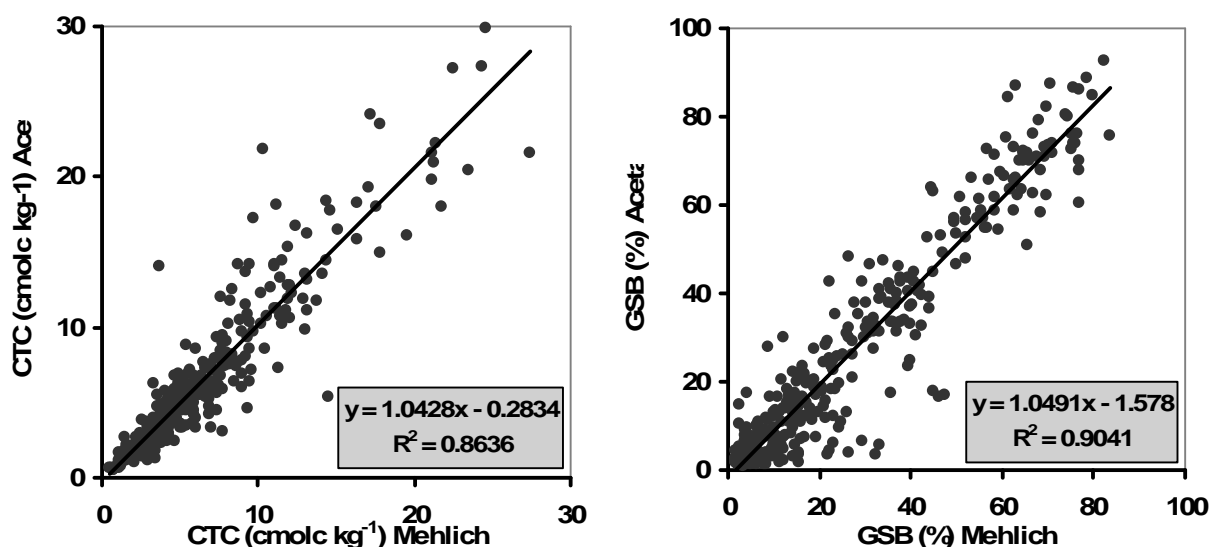 CTC (cmolc kg-1) Ace
30
20
10
0
0 10 20 30
CTC (cmolc kg⁻¹) Mehlich
y = 1.0428x - 0.2834
R² = 0.8636
GSB (%) Aceta
100
80
60
40
20
0
0 20 40 60 80 100
GSB (%) Mehlich
y = 1.0491x - 1.578
R² = 0.9041